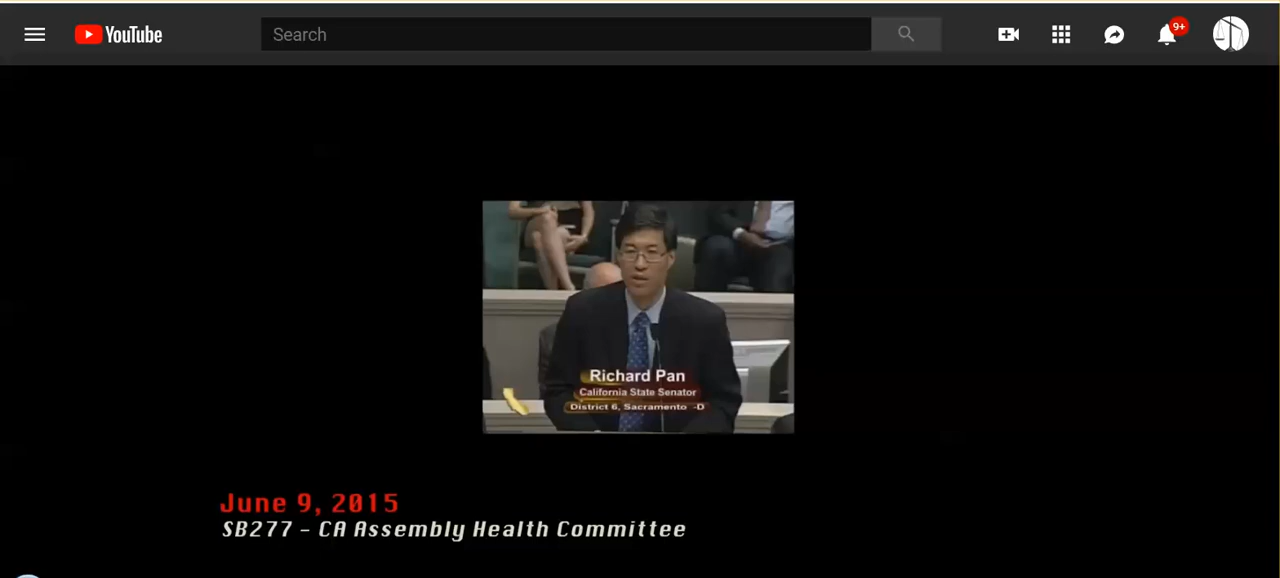 YouTube
Search
9+
Richard Pan
California State Senator
District 6, Sacramento -D
June 9, 2015
SB277 - CA Assembly Health Committee